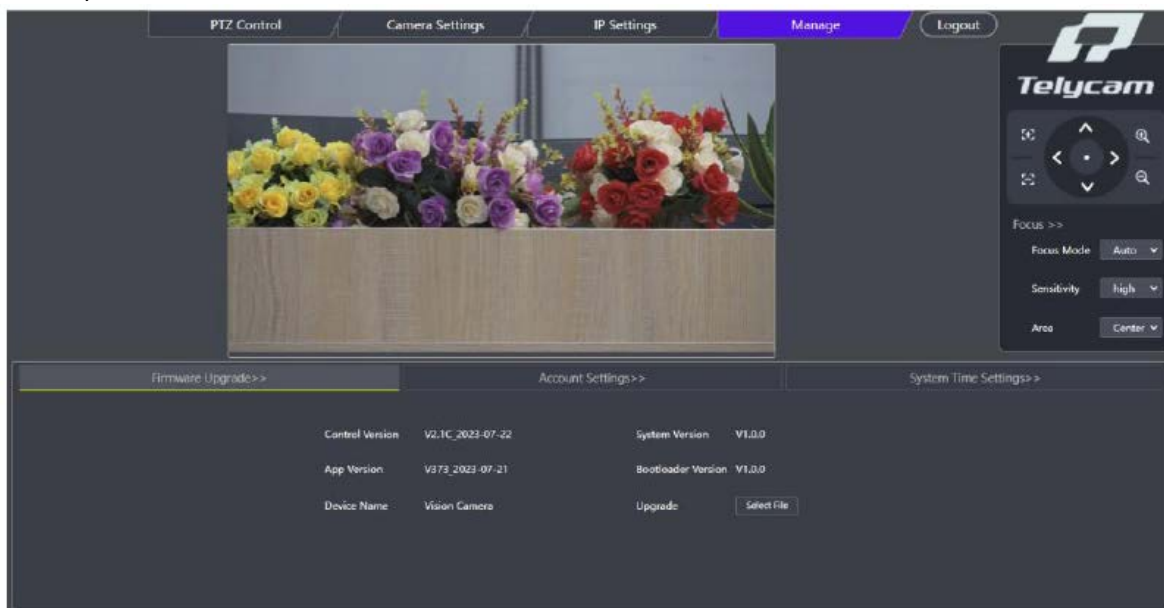 PTZ Control Camera Settings IP Settings Manage Logout
Telycam
Focus >>
Focus Mode Auto
Sensitivity high
Area Center
Firmware Upgrade>> Account Settings>> System Time Settings>>
Control Version V2.1C_2023-07-22 System Version V1.0.0
App Version V373_2023-07-21 Bootloader Version V1.0.0
Device Name Vision Camera Upgrade Select File